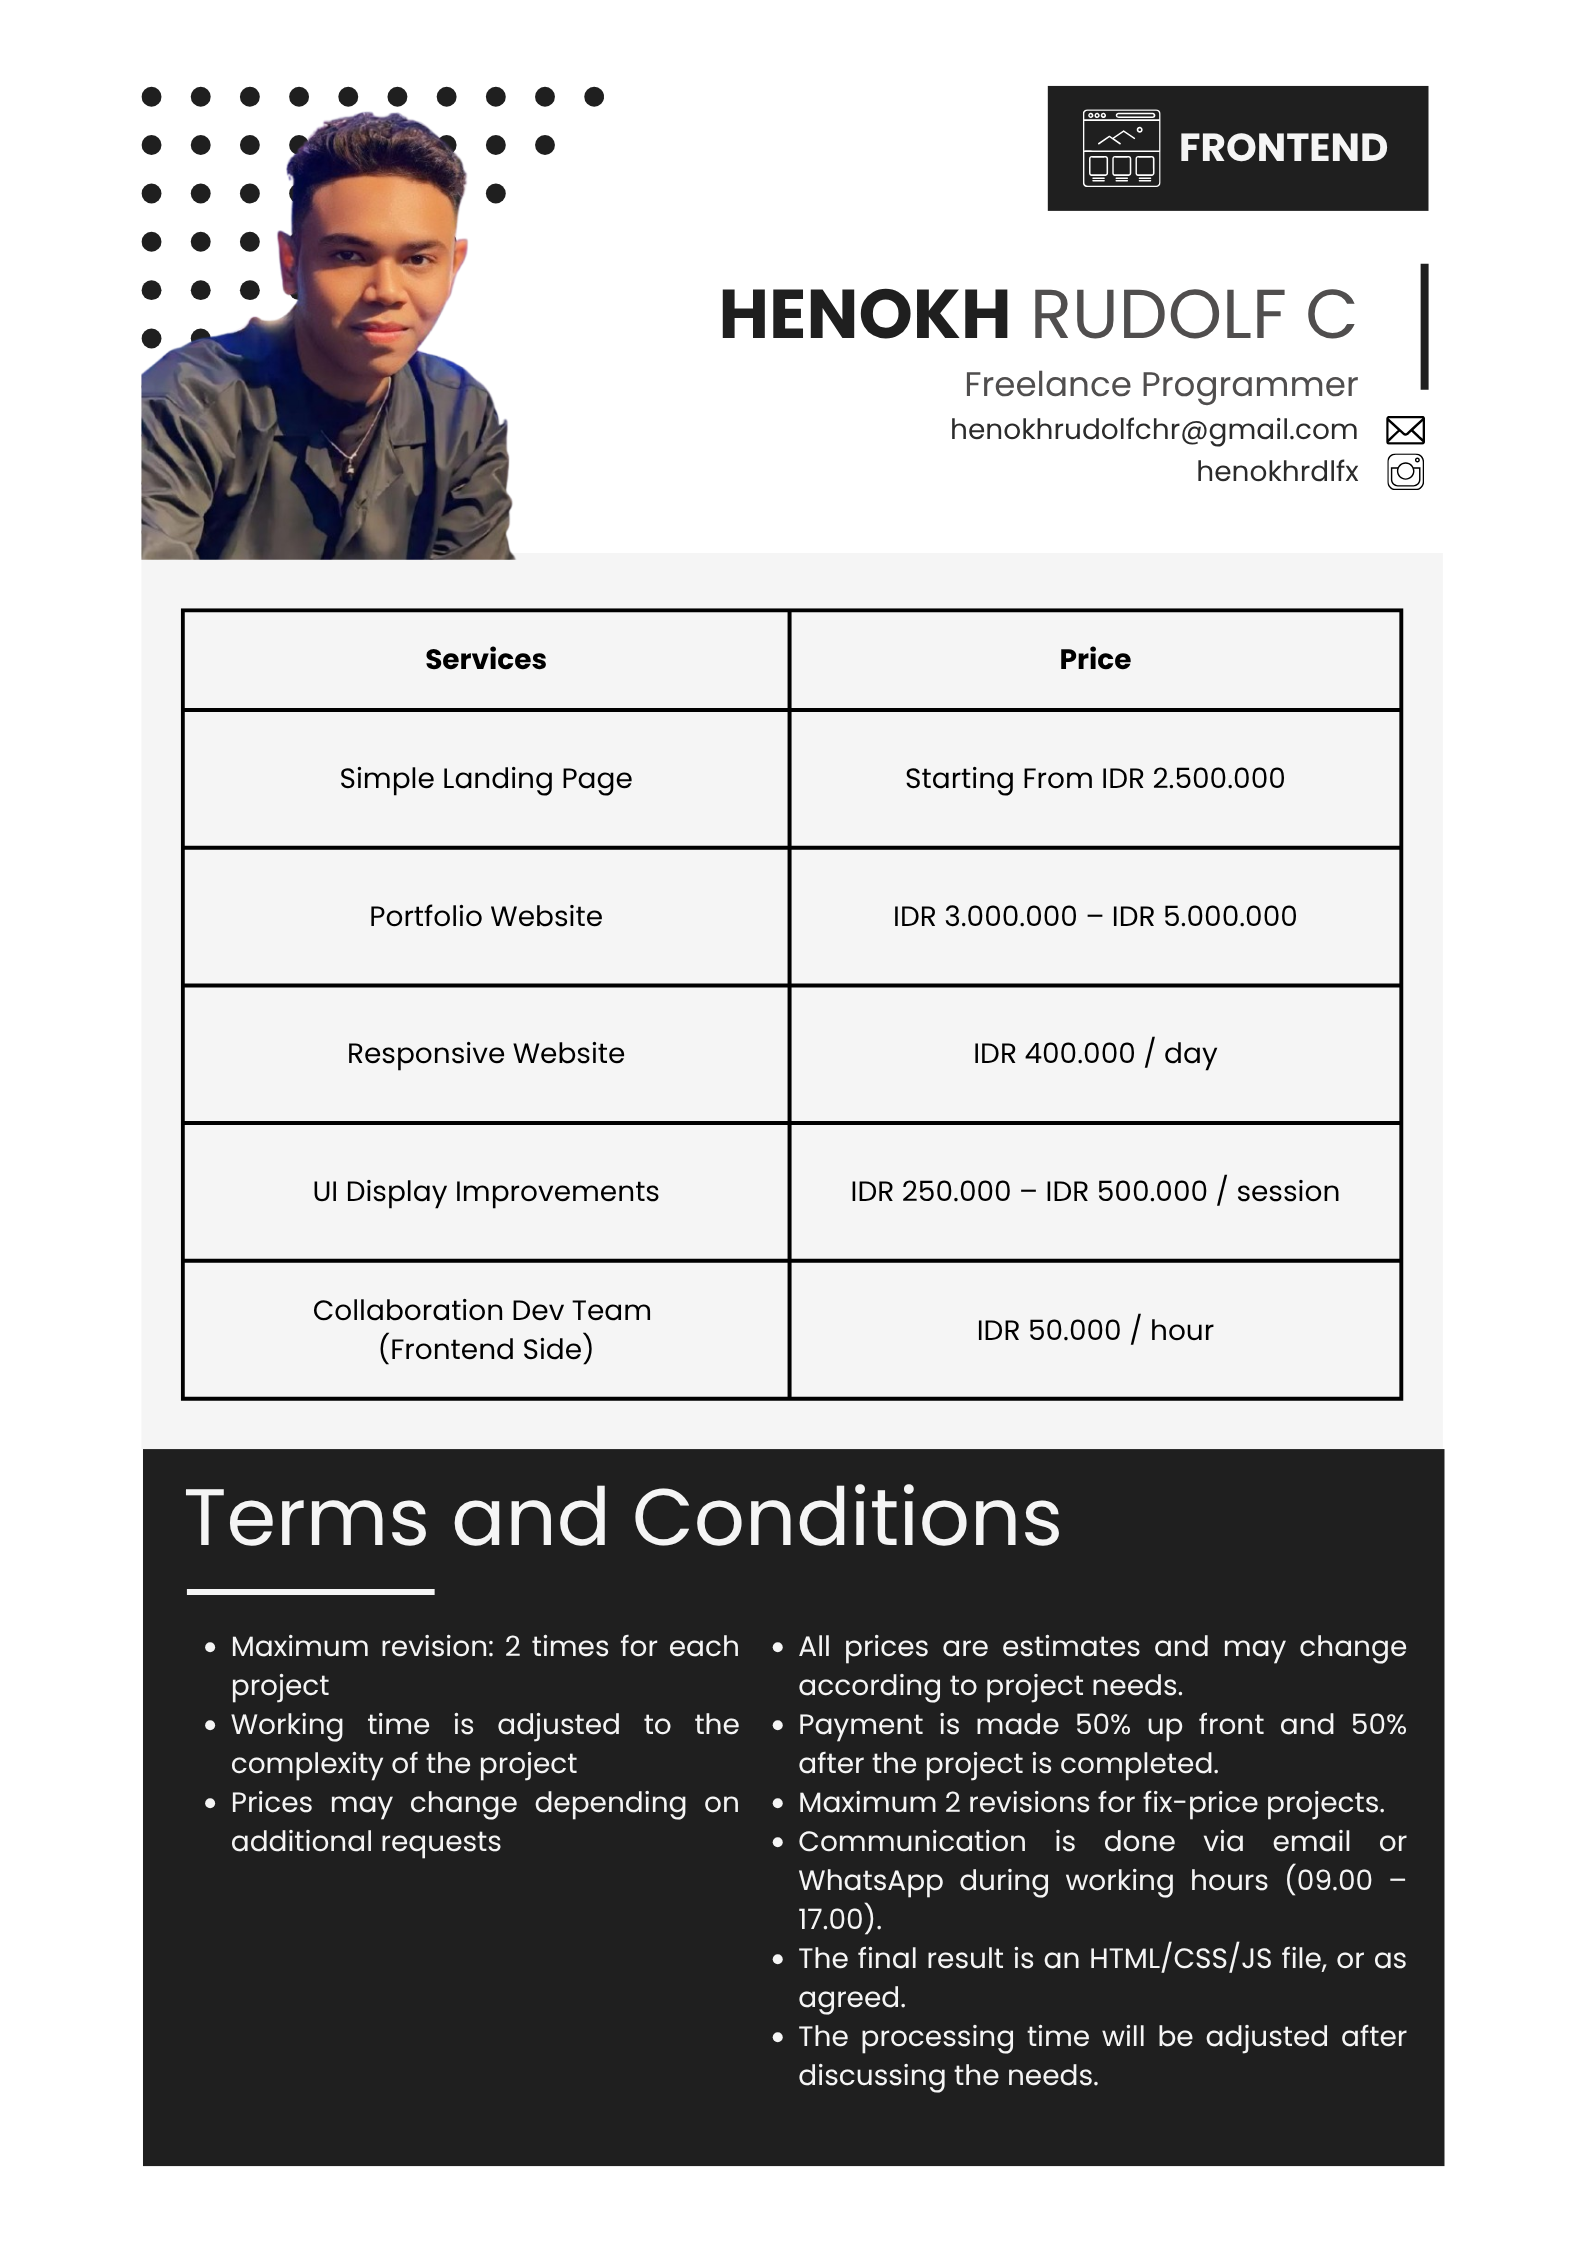 FRONTEND
HENOKH RUDOLF C
Freelance Programmer
henokhrudolfchr@gmail.com
henokhrdlfx
Services Price
Simple Landing Page Starting From IDR 2.500.000
Portfolio Website IDR 3.000.000 – IDR 5.000.000
Responsive Website IDR 400.000 / day
UI Display Improvements IDR 250.000 – IDR 500.000 / session
Collaboration Dev Team
(Frontend Side)
IDR 50.000 / hour
Terms and Conditions
• Maximum revision: 2 times for each
project
• Working time is adjusted to the
complexity of the project
• Prices may change depending on
additional requests
• All prices are estimates and may change
according to project needs.
• Payment is made 50% up front and 50%
after the project is completed.
• Maximum 2 revisions for fix-price projects.
• Communication is done via email or
WhatsApp during working hours (09.00 –
17.00).
• The final result is an HTML/CSS/JS file, or as
agreed.
• The processing time will be adjusted after
discussing the needs.